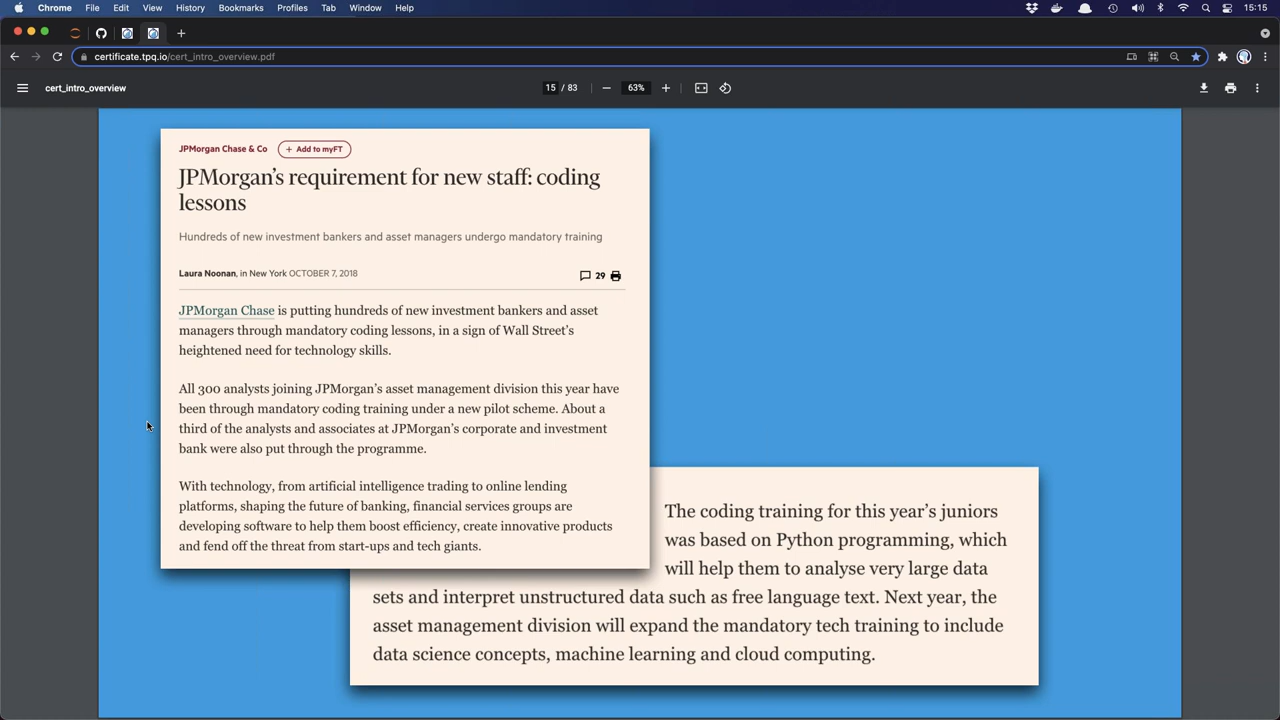 Chrome File Edit View History Bookmarks Profiles Tab Window Help 15:15
certificate.tpq.io/cert_intro_overview.pdf
cert_intro_overview 15 / 83 63%
JPMorgan Chase & Co + Add to myFT
JPMorgan’s requirement for new staff: coding
lessons
Hundreds of new investment bankers and asset managers undergo mandatory training
Laura Noonan, in New York OCTOBER 7, 2018 29
JPMorgan Chase is putting hundreds of new investment bankers and asset
managers through mandatory coding lessons, in a sign of Wall Street’s
heightened need for technology skills.
All 300 analysts joining JPMorgan’s asset management division this year have
been through mandatory coding training under a new pilot scheme. About a
third of the analysts and associates at JPMorgan’s corporate and investment
bank were also put through the programme.
With technology, from artificial intelligence trading to online lending
platforms, shaping the future of banking, financial services groups are
developing software to help them boost efficiency, create innovative products
and fend off the threat from start-ups and tech giants.
The coding training for this year’s juniors
was based on Python programming, which
will help them to analyse very large data
sets and interpret unstructured data such as free language text. Next year, the
asset management division will expand the mandatory tech training to include
data science concepts, machine learning and cloud computing.